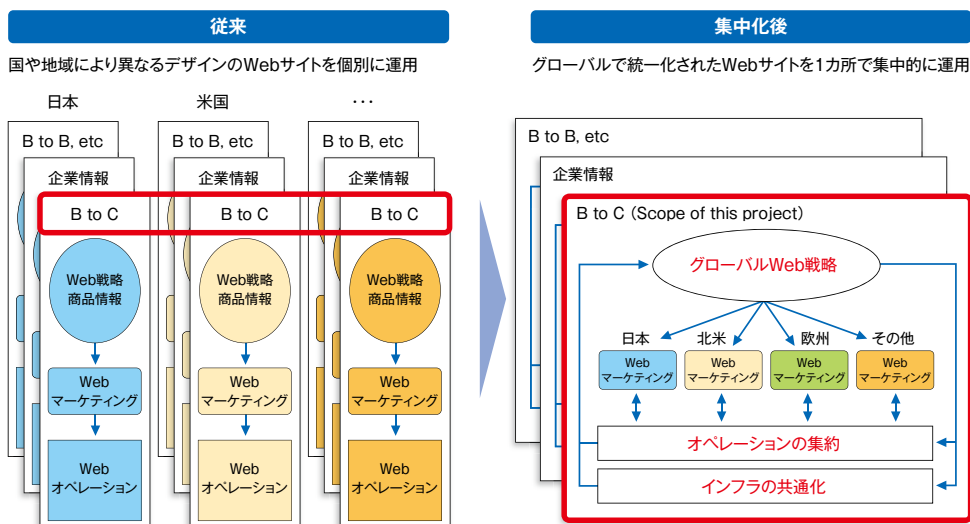 従来
国や地域により異なるデザインのWebサイトを個別に運用
日本
米国
···
B to B, etc
B to B, etc
B to B, etc
企業情報
企業情報
企業情報
B to C
B to C
B to C
Web戦略
商品情報
Web戦略
商品情報
Web戦略
商品情報
Web
マーケティング
Web
マーケティング
Web
マーケティング
Web
オペレーション
Web
オペレーション
Web
オペレーション
集中化後
グローバルで統一化されたWebサイトを1カ所で集中的に運用
B to B, etc
企業情報
B to C (Scope of this project)
グローバルWeb戦略
日本
北米
欧州
その他
Web
マーケティング
Web
マーケティング
Web
マーケティング
Web
マーケティング
オペレーションの集約
インフラの共通化